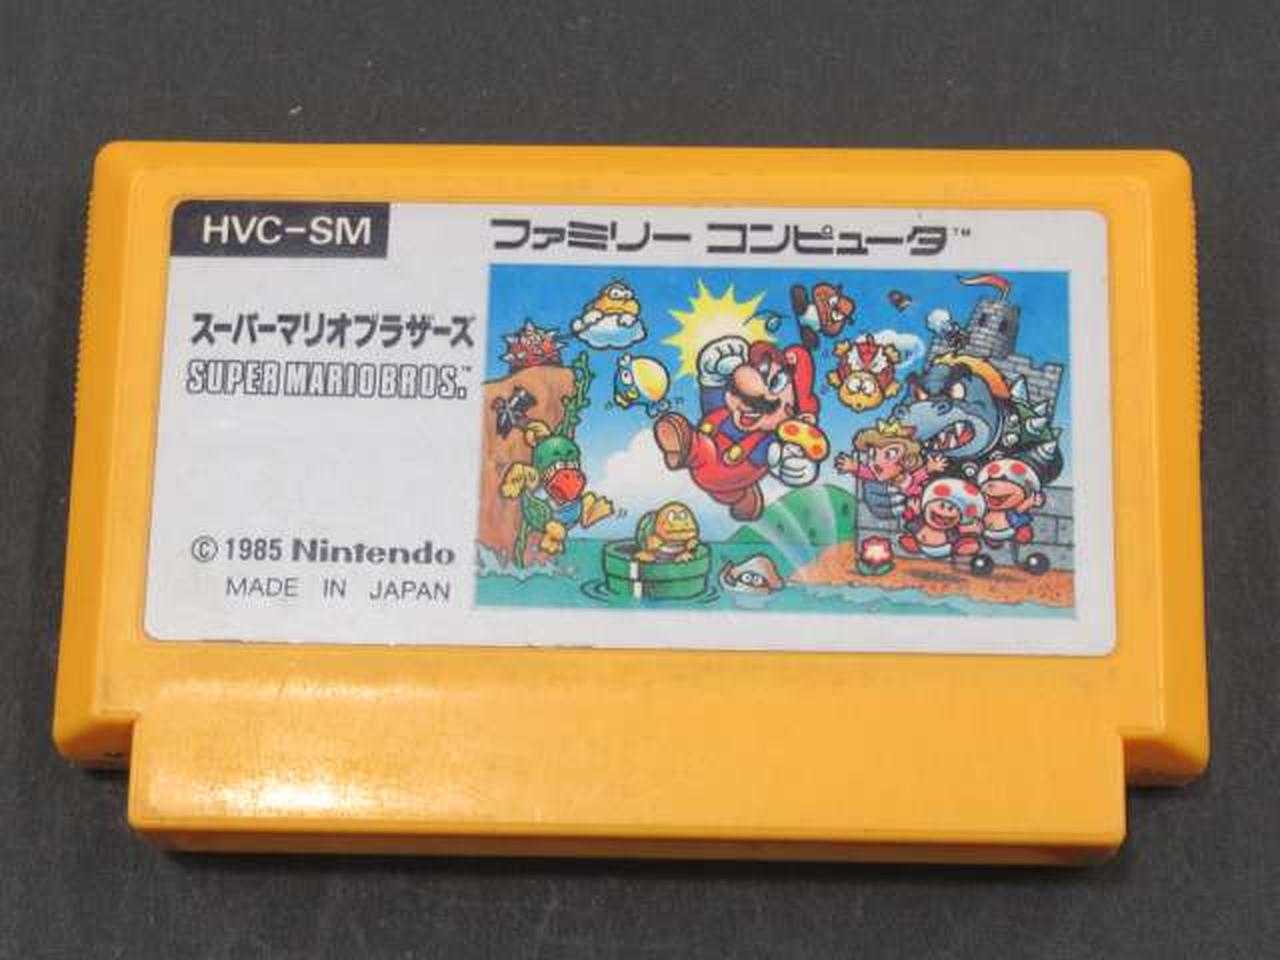 HVC-SM
ファミリー コンピュータ™
スーパーマリオブラザーズ
SUPER MARIO BROS.™
© 1985 Nintendo
MADE IN JAPAN